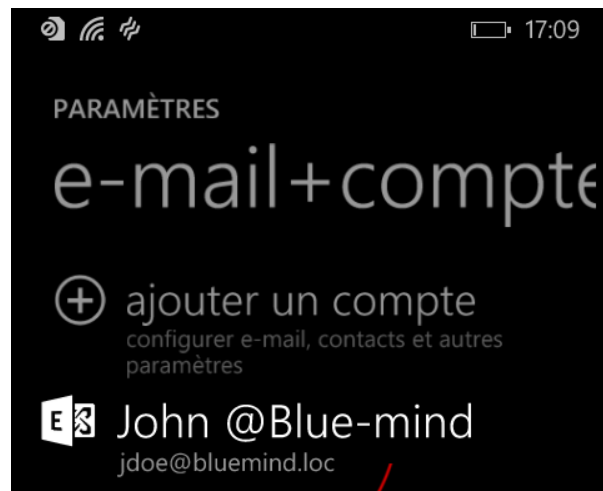 17:09
PARAMÈTRES
e-mail+compte
ajouter un compte
configurer e-mail, contacts et autres
paramètres
E John @Blue-mind
jdoe@bluemind.loc